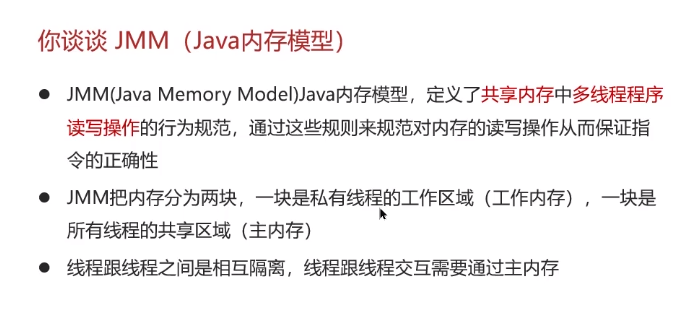 你谈谈 JMM（Java内存模型）
● JMM(Java Memory Model)Java内存模型，定义了共享内存中多线程程序
读写操作的行为规范，通过这些规则来规范对内存的读写操作从而保证指
令的正确性
● JMM把内存分为两块，一块是私有线程的工作区域（工作内存），一块是
所有线程的共享区域（主内存）
● 线程跟线程之间是相互隔离，线程跟线程交互需要通过主内存